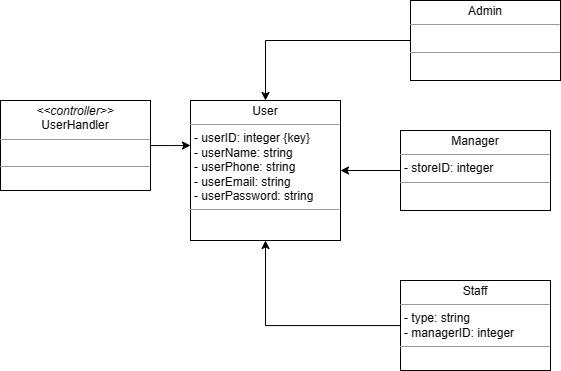 Admin
<<controller>>
UserHandler
User
- userID: integer {key}
- userName: string
- userPhone: string
- userEmail: string
- userPassword: string
Manager
- storeID: integer
Staff
- type: string
- managerID: integer